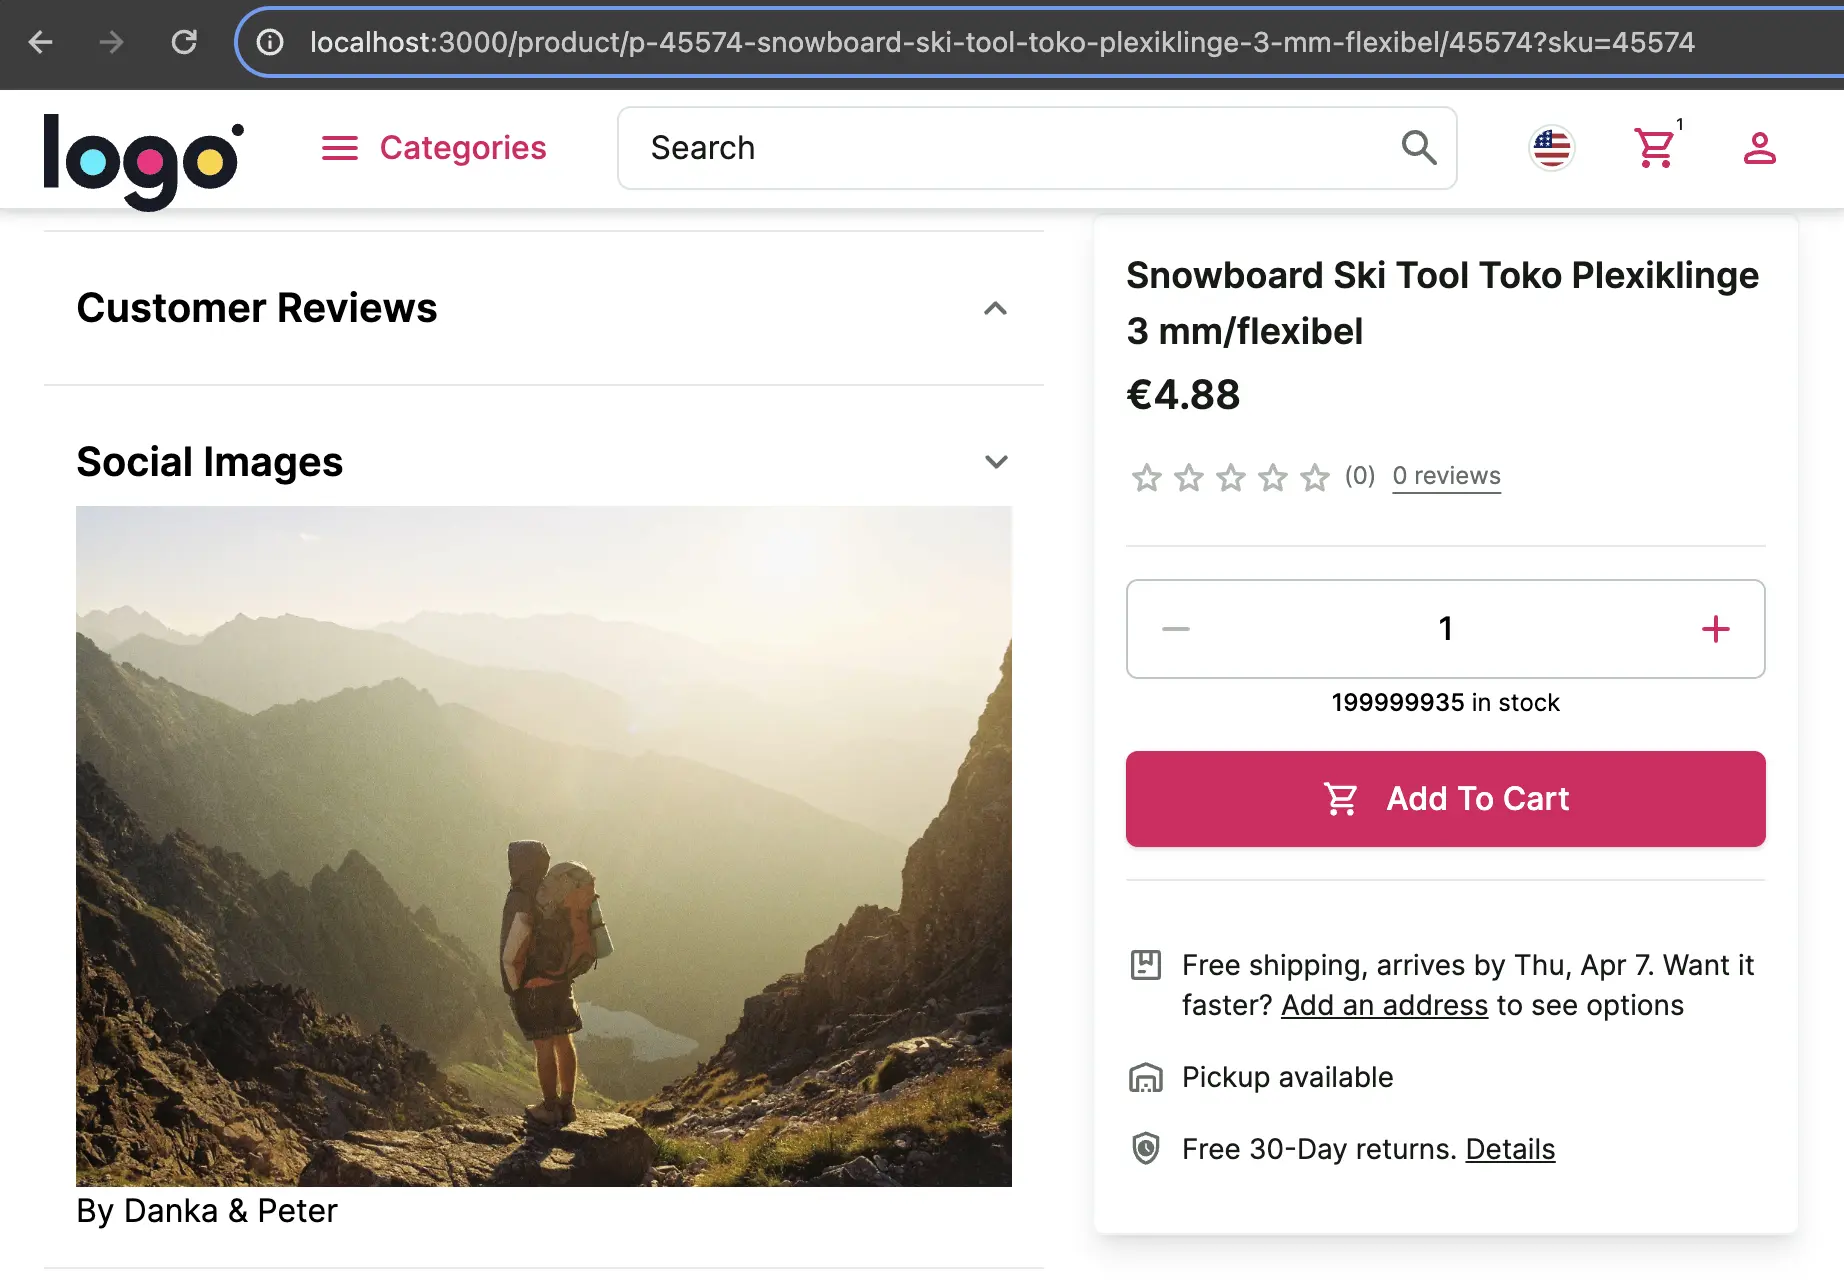 localhost:3000/product/p-45574-snowboard-ski-tool-toko-plexiklinge-3-mm-flexibel/45574?sku=45574
logo
Categories
Search
1
Customer Reviews
Social Images
By Danka & Peter
Snowboard Ski Tool Toko Plexiklinge
3 mm/flexibel
€4.88
(0) 0 reviews
1
199999935 in stock
Add To Cart
Free shipping, arrives by Thu, Apr 7. Want it
faster? Add an address to see options
Pickup available
Free 30-Day returns. Details